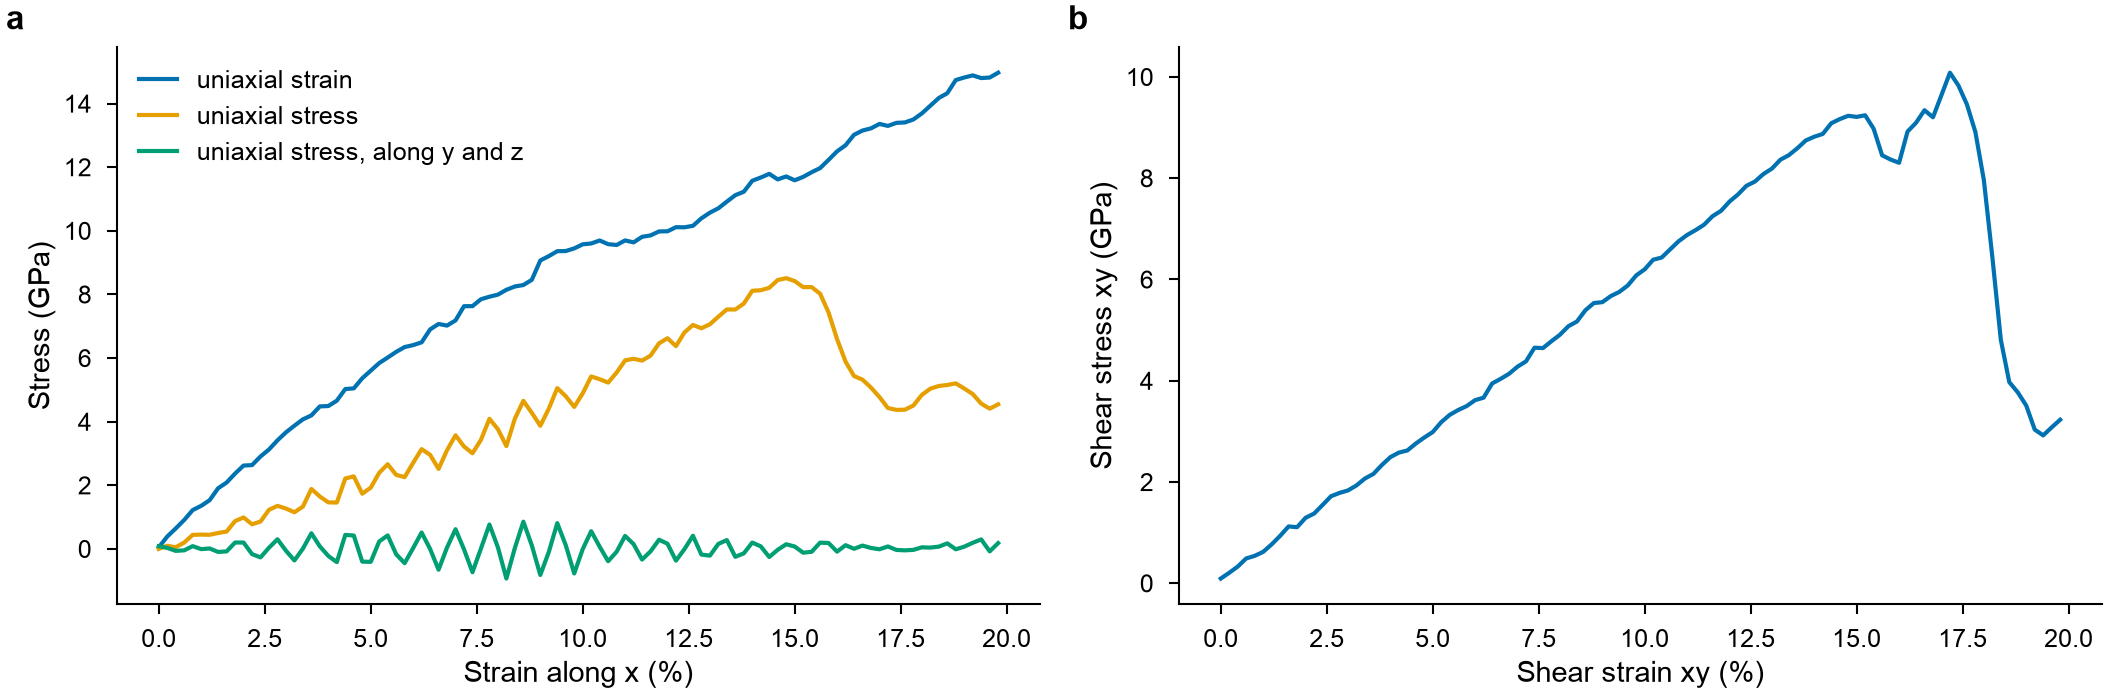 a
uniaxial strain
uniaxial stress
uniaxial stress, along y and z
Stress (GPa)
14
12
10
8
6
4
2
0
0.0 2.5 5.0 7.5 10.0 12.5 15.0 17.5 20.0
Strain along x (%)
b
Shear stress xy (GPa)
10
8
6
4
2
0
0.0 2.5 5.0 7.5 10.0 12.5 15.0 17.5 20.0
Shear strain xy (%)